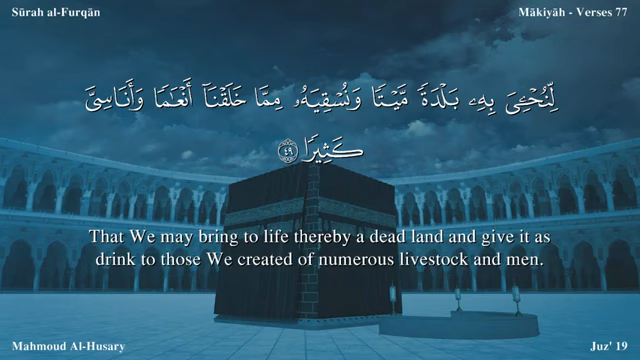 Sūrah al-Furqān
Mākiyāh - Verses 77
لِّنُحْـِۧىَ بِهِۦ بَلْدَةً مَّيْتًا وَنُسْقِيَهُۥ مِمَّا خَلَقْنَآ أَنْعَـٰمًا وَأَنَاسِىَّ
كَثِيرًا ٤٩
That We may bring to life thereby a dead land and give it as
drink to those We created of numerous livestock and men.
Mahmoud Al-Husary
Juz' 19